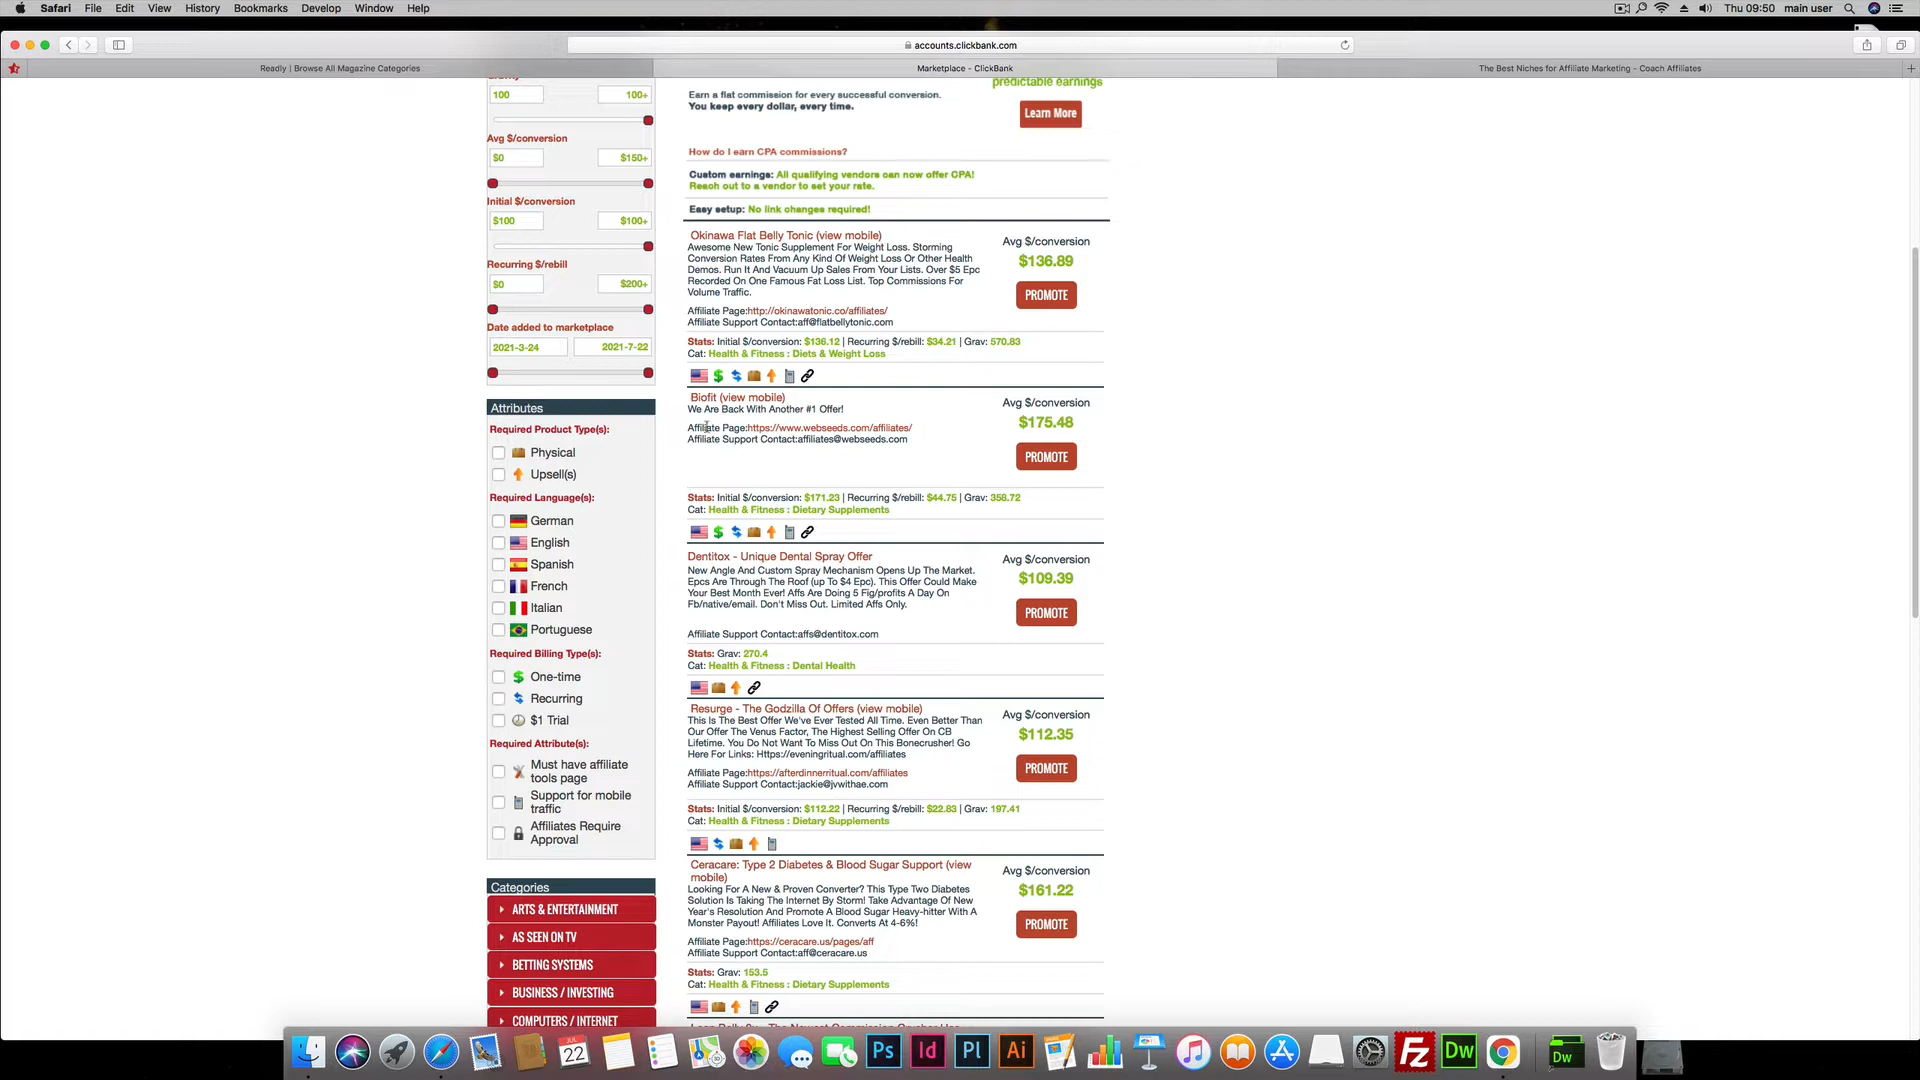 Safari File Edit View History Bookmarks Develop Window Help
Thu 09:50 main user
accounts.clickbank.com
Readly | Browse All Magazine Categories
Marketplace - ClickBank
The Best Niches for Affiliate Marketing - Coach Affiliates
100 100+
Avg $/conversion
$0 $150+
Initial $/conversion
$100 $100+
Recurring $/rebill
$0 $200+
Date added to marketplace
2021-3-24 2021-7-22
Attributes
Required Product Type(s):
Physical
Upsell(s)
Required Language(s):
German
English
Spanish
French
Italian
Portuguese
Required Billing Type(s):
One-time
Recurring
$1 Trial
Required Attribute(s):
Must have affiliate
tools page
Support for mobile
traffic
Affiliates Require
Approval
Categories
ARTS & ENTERTAINMENT
AS SEEN ON TV
BETTING SYSTEMS
BUSINESS / INVESTING
COMPUTERS / INTERNET
predictable earnings
Earn a flat commission for every successful conversion.
You keep every dollar, every time.
Learn More
How do I earn CPA commissions?
Custom earnings: All qualifying vendors can now offer CPA!
Reach out to a vendor to set your rate.
Easy setup: No link changes required!
Okinawa Flat Belly Tonic (view mobile)
Awesome New Tonic Supplement For Weight Loss. Storming
Conversion Rates From Any Kind Of Weight Loss Or Other Health
Demos. Run It And Vacuum Up Sales From Your Lists. Over $5 Epc
Recorded On One Famous Fat Loss List. Top Commissions For
Volume Traffic.
Affiliate Page:http://okinawatonic.co/affiliates/
Affiliate Support Contact:aff@flatbellytonic.com
Avg $/conversion
$136.89
PROMOTE
Stats: Initial $/conversion: $136.12 | Recurring $/rebill: $34.21 | Grav: 570.83
Cat: Health & Fitness : Diets & Weight Loss
Biofit (view mobile)
We Are Back With Another #1 Offer!
Affiliate Page:https://www.webseeds.com/affiliates/
Affiliate Support Contact:affiliates@webseeds.com
Avg $/conversion
$175.48
PROMOTE
Stats: Initial $/conversion: $171.23 | Recurring $/rebill: $44.75 | Grav: 358.72
Cat: Health & Fitness : Dietary Supplements
Dentitox - Unique Dental Spray Offer
New Angle And Custom Spray Mechanism Opens Up The Market.
Epcs Are Through The Roof (up To $4 Epc). This Offer Could Make
Your Best Month Ever! Affs Are Doing 5 Fig/profits A Day On
Fb/native/email. Don't Miss Out. Limited Affs Only.
Affiliate Support Contact:affs@dentitox.com
Avg $/conversion
$109.39
PROMOTE
Stats: Grav: 270.4
Cat: Health & Fitness : Dental Health
Resurge - The Godzilla Of Offers (view mobile)
This Is The Best Offer We've Ever Tested All Time. Even Better Than
Our Offer The Venus Factor, The Highest Selling Offer On CB
Lifetime. You Do Not Want To Miss Out On This Bonecrusher! Go
Here For Links: Https://eveningritual.com/affiliates
Affiliate Page:https://afterdinnerritual.com/affiliates
Affiliate Support Contact:jackie@jvwithae.com
Avg $/conversion
$112.35
PROMOTE
Stats: Initial $/conversion: $112.22 | Recurring $/rebill: $22.83 | Grav: 197.41
Cat: Health & Fitness : Dietary Supplements
Ceracare: Type 2 Diabetes & Blood Sugar Support (view
mobile)
Looking For A New & Proven Converter? This Type Two Diabetes
Solution Is Taking The Internet By Storm! Take Advantage Of New
Year's Resolution And Promote A Blood Sugar Heavy-hitter With A
Monster Payout! Affiliates Love It. Converts At 4-6%!
Affiliate Page:https://ceracare.us/pages/aff
Affiliate Support Contact:aff@ceracare.us
Avg $/conversion
$161.22
PROMOTE
Stats: Grav: 153.5
Cat: Health & Fitness : Dietary Supplements
JUL
22
Ps Id Pl Ai Fz Dw Dw